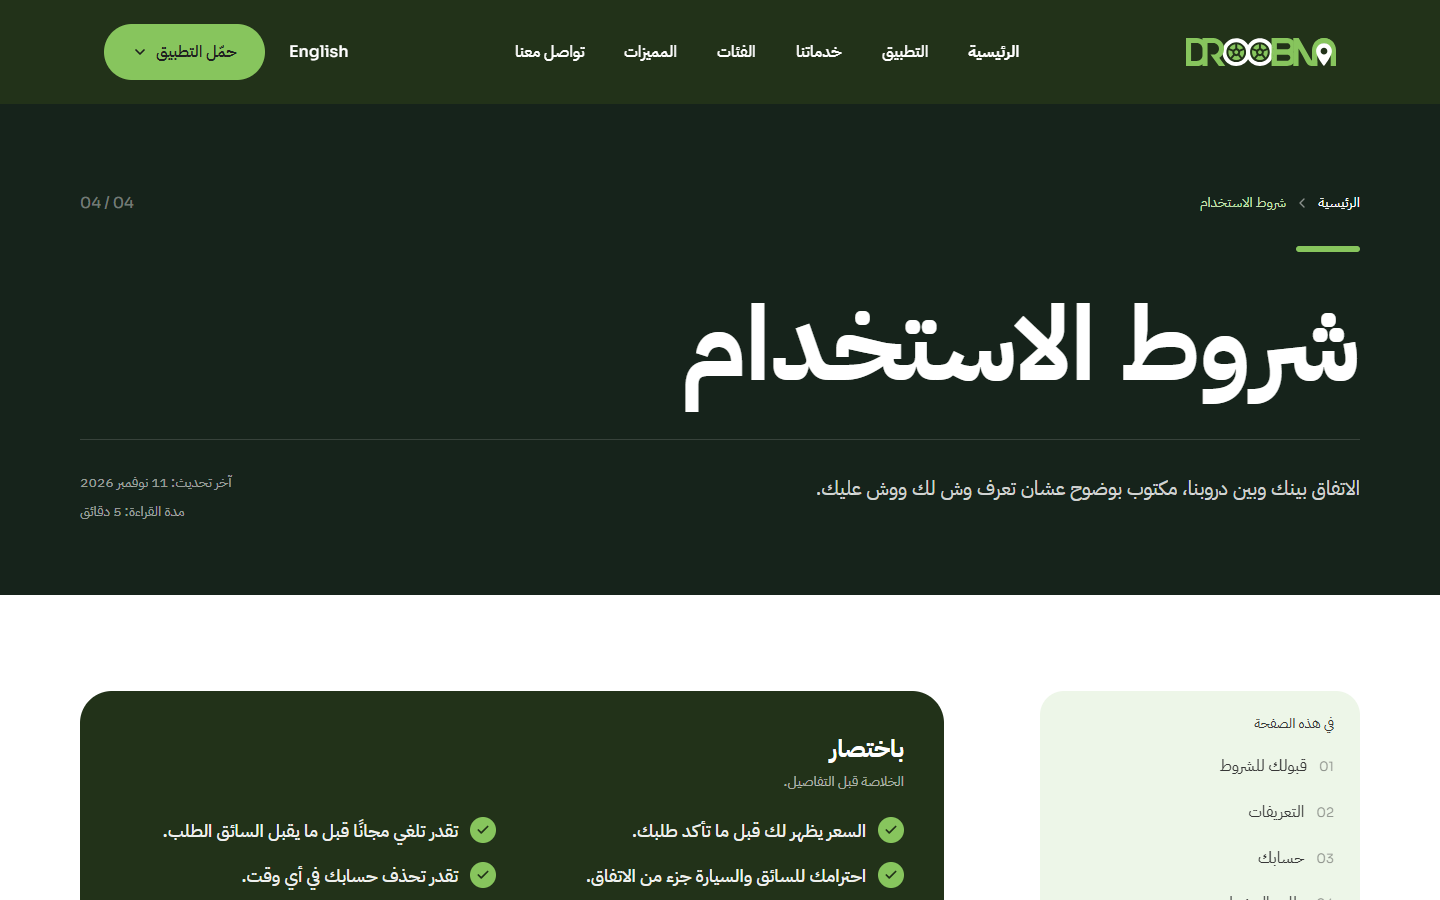 DROOBNA
الرئيسية
التطبيق
خدماتنا
الفئات
المميزات
تواصل معنا
English
حمّل التطبيق
الرئيسية
شروط الاستخدام
04 / 04
شروط الاستخدام
الاتفاق بينك وبين دروبنا، مكتوب بوضوح عشان تعرف وش لك ووش عليك.
آخر تحديث: 11 نوفمبر 2026
مدة القراءة: 5 دقائق
في هذه الصفحة
01 قبولك للشروط
02 التعريفات
03 حسابك
باختصار
الخلاصة قبل التفاصيل.
السعر يظهر لك قبل ما تأكد طلبك.
تقدر تلغي مجانًا قبل ما يقبل السائق الطلب.
احترامك للسائق والسيارة جزء من الاتفاق.
تقدر تحذف حسابك في أي وقت.